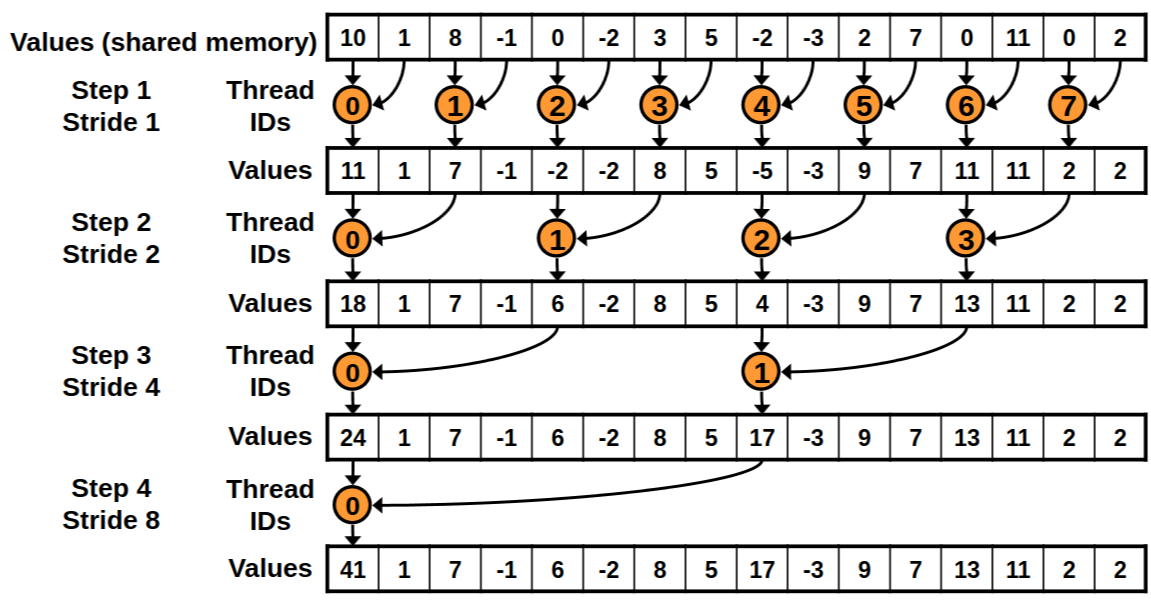 Values (shared memory) 10 1 8 -1 0 -2 3 5 -2 -3 2 7 0 11 0 2
Step 1 Thread 0 1 2 3 4 5 6 7
Stride 1 IDs
Values 11 1 7 -1 -2 -2 8 5 -5 -3 9 7 11 11 2 2
Step 2 Thread 0 1 2 3
Stride 2 IDs
Values 18 1 7 -1 6 -2 8 5 4 -3 9 7 13 11 2 2
Step 3 Thread 0 1
Stride 4 IDs
Values 24 1 7 -1 6 -2 8 5 17 -3 9 7 13 11 2 2
Step 4 Thread 0
Stride 8 IDs
Values 41 1 7 -1 6 -2 8 5 17 -3 9 7 13 11 2 2